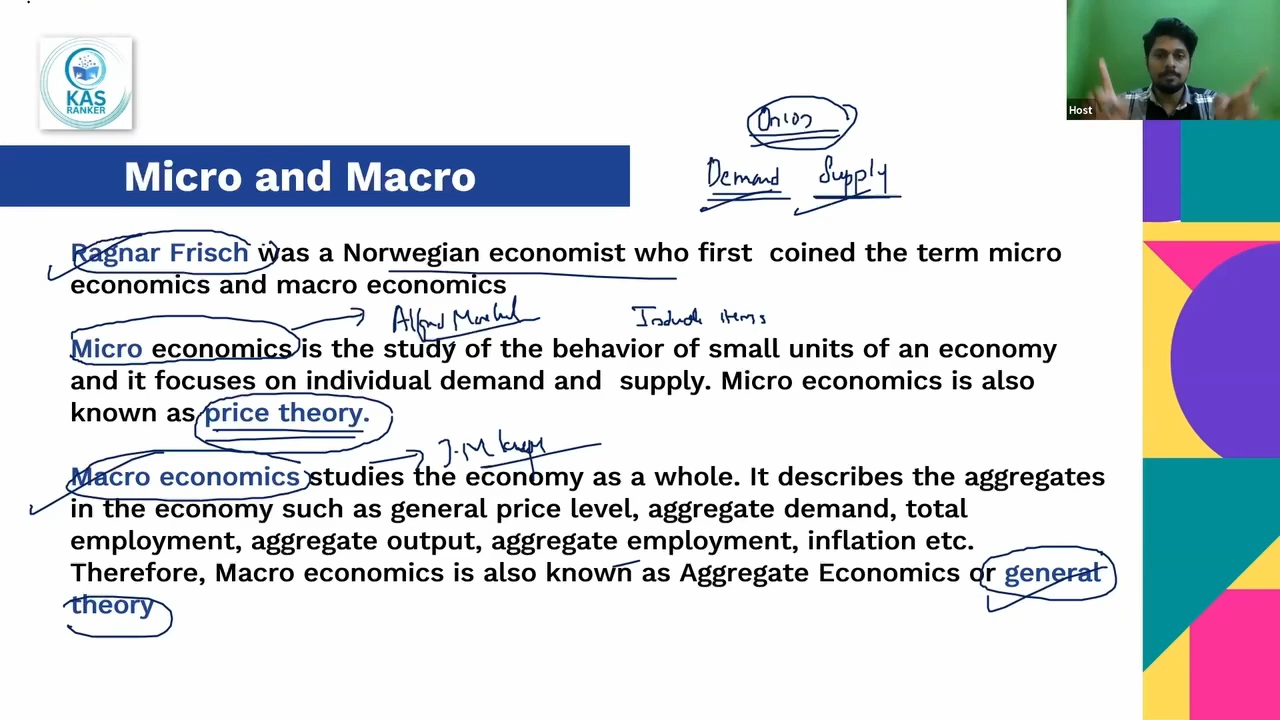 KAS
RANKER
Host
Onion
Demand Supply
Micro and Macro
Ragnar Frisch was a Norwegian economist who first coined the term micro
economics and macro economics
Micro economics is the study of the behavior of small units of an economy
and it focuses on individual demand and supply. Micro economics is also
known as price theory.
Macro economics studies the economy as a whole. It describes the aggregates
in the economy such as general price level, aggregate demand, total
employment, aggregate output, aggregate employment, inflation etc.
Therefore, Macro economics is also known as Aggregate Economics or general
theory